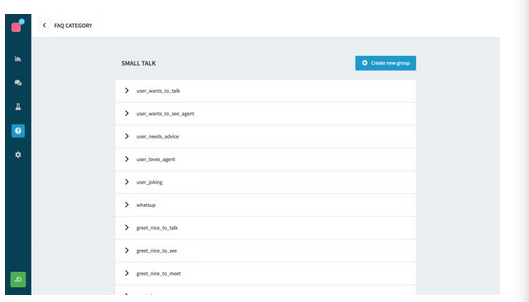 FAQ CATEGORY
SMALL TALK
Create new group
user_wants_to_talk
user_wants_to_see_agent
user_needs_advice
user_loves_agent
user_joking
whatsup
greet_nice_to_talk
greet_nice_to_see
greet_nice_to_meet
JD